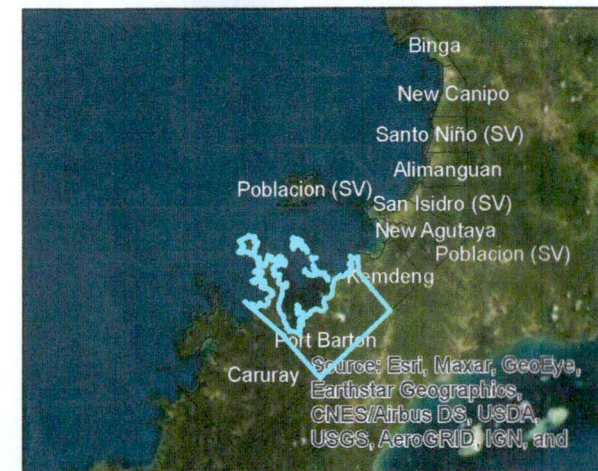 Binga
New Canipo
Santo Niño (SV)
Alimanguan
Poblacion (SV)
San Isidro (SV)
New Agutaya
Poblacion (SV)
Kemdeng
Port Barton
Caruray
Source: Esri, Maxar, GeoEye,
Earthstar Geographics,
CNES/Airbus DS, USDA,
USGS, AeroGRID, IGN, and